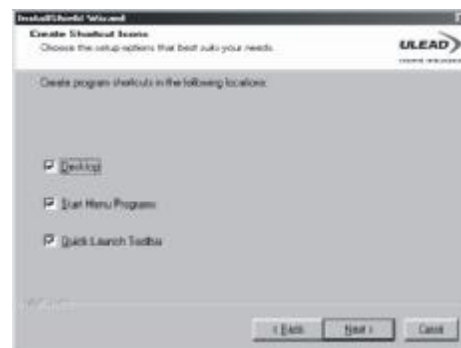 InstallShield Wizard
Create Shortcut Icons
Choose the setup options that best suits your needs.
ULEAD
Create program shortcuts in the following locations:
Desktop
Start Menu Programs
Quick Launch Toolbar
< Back
Next >
Cancel